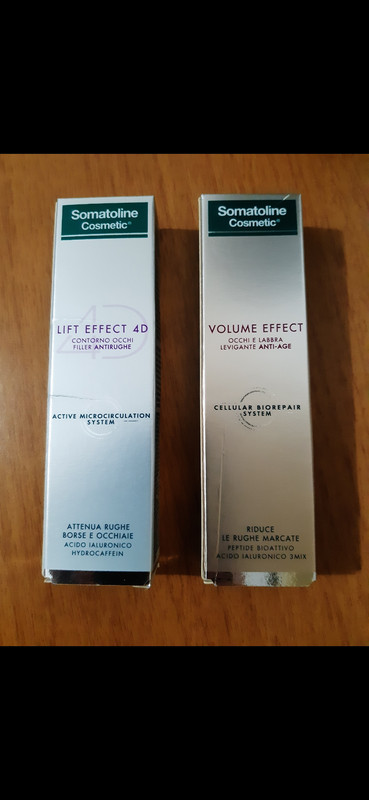 Somatoline
Cosmetic®
LIFT EFFECT 4D
CONTORNO OCCHI
FILLER ANTIRUGHE
ACTIVE MICROCIRCULATION
SYSTEM
ATTENUA RUGHE
BORSE E OCCHIAIE
ACIDO IALURONICO
HYDROCAFFEIN
Somatoline
Cosmetic®
VOLUME EFFECT
OCCHI E LABBRA
LEVIGANTE ANTI-AGE
CELLULAR BIOREPAIR
SYSTEM
RIDUCE
LE RUGHE MARCATE
PEPTIDE BIOATTIVO
ACIDO IALURONICO 3MIX